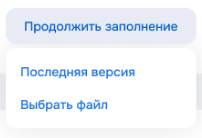 Продолжить заполнение
Последняя версия
Выбрать файл